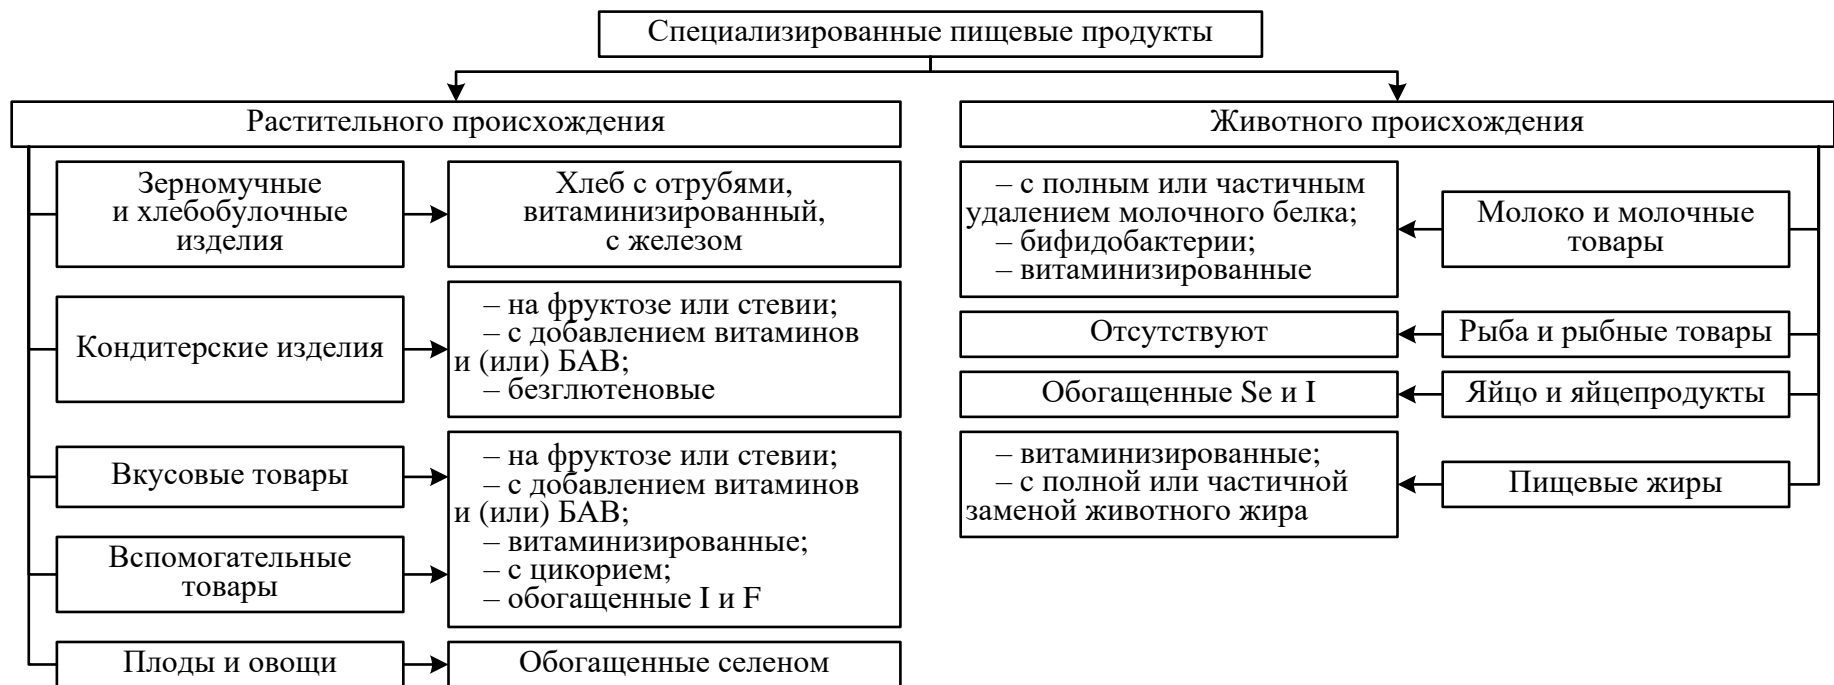 Специализированные пищевые продукты
Растительного происхождения
Зерномучные
и хлебобулочные
изделия
Хлеб с отрубями,
витаминизированный,
с железом
Кондитерские изделия
– на фруктозе или стевии;
– с добавлением витаминов
и (или) БАВ;
– безглютеновые
Вкусовые товары
Вспомогательные
товары
– на фруктозе или стевии;
– с добавлением витаминов
и (или) БАВ;
– витаминизированные;
– с цикорием;
– обогащенные I и F
Плоды и овощи
Обогащенные селеном
Животного происхождения
– с полным или частичным
удалением молочного белка;
– бифидобактерии;
– витаминизированные
Молоко и молочные
товары
Отсутствуют
Рыба и рыбные товары
Обогащенные Se и I
Яйцо и яйцепродукты
– витаминизированные;
– с полной или частичной
заменой животного жира
Пищевые жиры